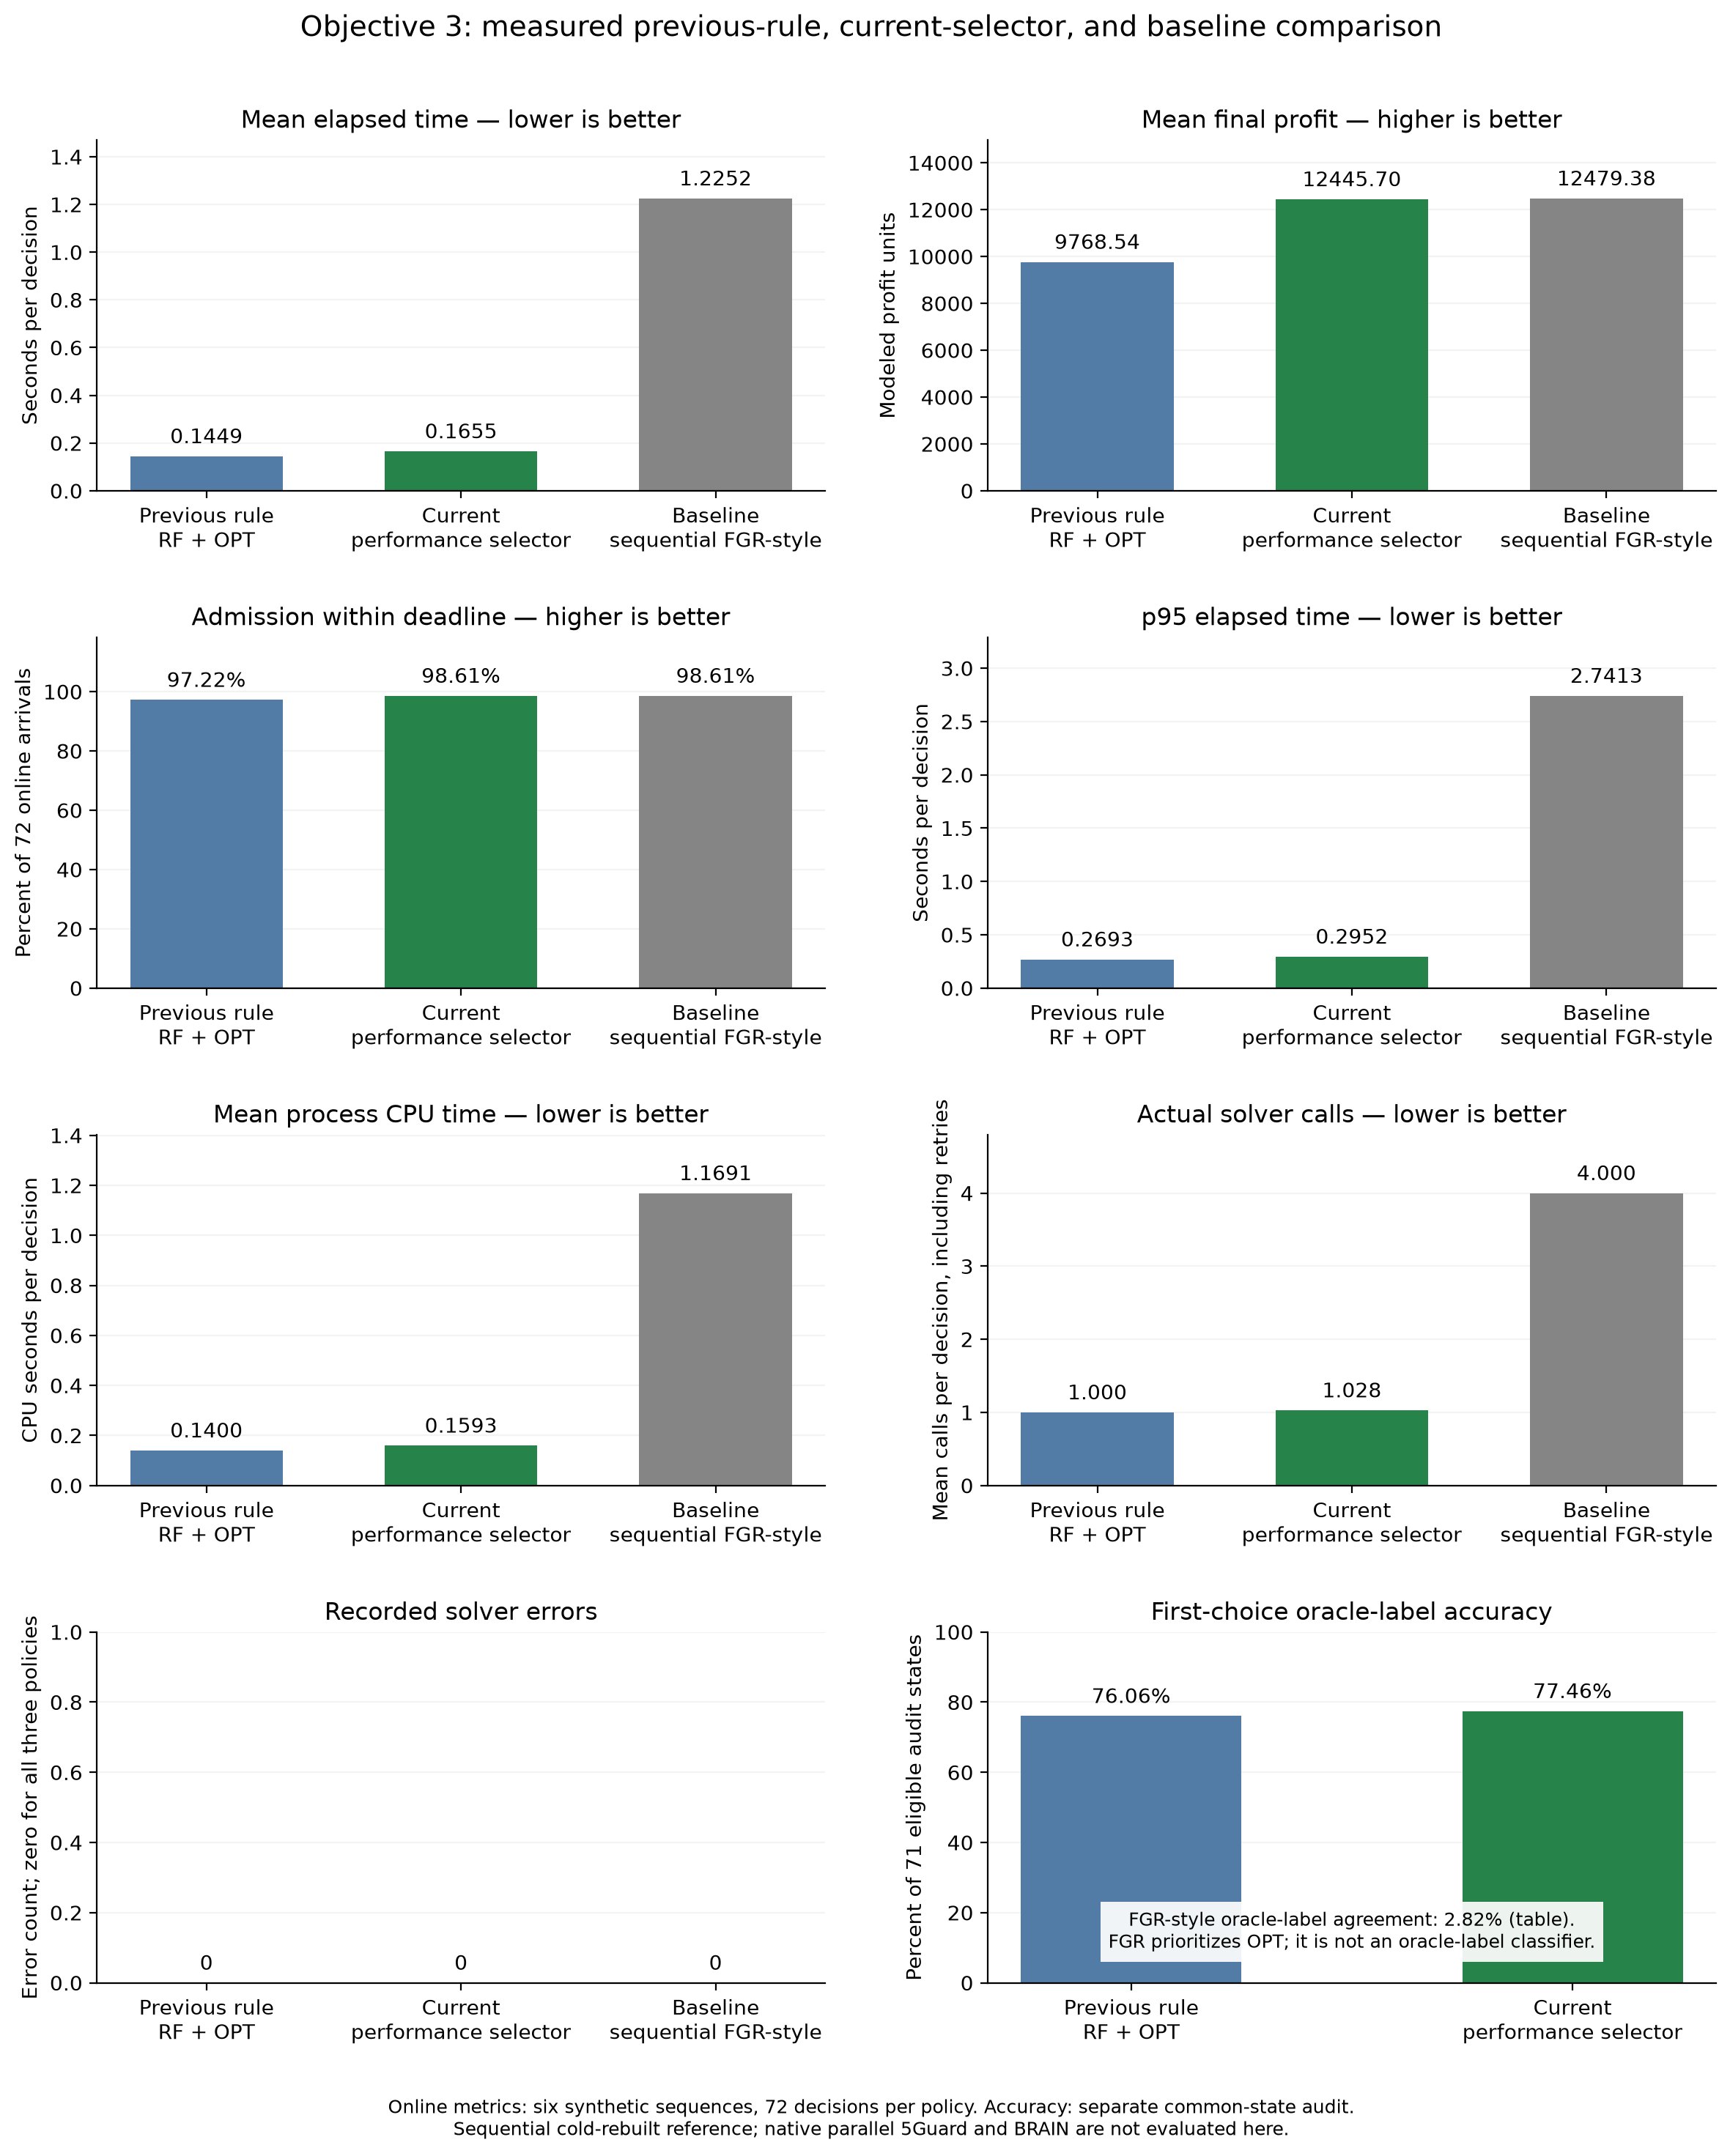 Objective 3: measured previous-rule, current-selector, and baseline comparison
Mean elapsed time — lower is better
Seconds per decision
1.4
1.2
1.0
0.8
0.6
0.4
0.2
0.0
0.1449
0.1655
1.2252
Previous rule
RF + OPT
Current
performance selector
Baseline
sequential FGR-style
Mean final profit — higher is better
Modeled profit units
14000
12000
10000
8000
6000
4000
2000
0
9768.54
12445.70
12479.38
Previous rule
RF + OPT
Current
performance selector
Baseline
sequential FGR-style
Admission within deadline — higher is better
Percent of 72 online arrivals
100
80
60
40
20
0
97.22%
98.61%
98.61%
Previous rule
RF + OPT
Current
performance selector
Baseline
sequential FGR-style
p95 elapsed time — lower is better
Seconds per decision
3.0
2.5
2.0
1.5
1.0
0.5
0.0
0.2693
0.2952
2.7413
Previous rule
RF + OPT
Current
performance selector
Baseline
sequential FGR-style
Mean process CPU time — lower is better
CPU seconds per decision
1.4
1.2
1.0
0.8
0.6
0.4
0.2
0.0
0.1400
0.1593
1.1691
Previous rule
RF + OPT
Current
performance selector
Baseline
sequential FGR-style
Actual solver calls — lower is better
Mean calls per decision, including retries
4
3
2
1
0
1.000
1.028
4.000
Previous rule
RF + OPT
Current
performance selector
Baseline
sequential FGR-style
Recorded solver errors
Error count; zero for all three policies
1.0
0.8
0.6
0.4
0.2
0.0
0
0
0
Previous rule
RF + OPT
Current
performance selector
Baseline
sequential FGR-style
First-choice oracle-label accuracy
Percent of 71 eligible audit states
100
80
60
40
20
0
76.06%
77.46%
FGR-style oracle-label agreement: 2.82% (table).
FGR prioritizes OPT; it is not an oracle-label classifier.
Previous rule
RF + OPT
Current
performance selector
Online metrics: six synthetic sequences, 72 decisions per policy. Accuracy: separate common-state audit.
Sequential cold-rebuilt reference; native parallel 5Guard and BRAIN are not evaluated here.